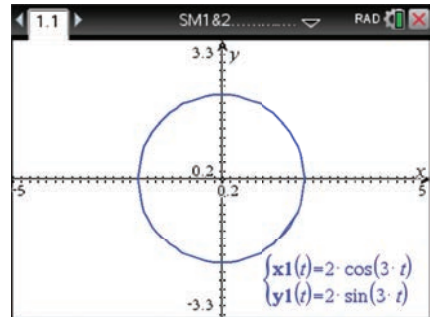 1.1
SM1&2
RAD
3.3
y
0.2
x
-5
0.2
5
x1(t)=2· cos(3· t)
y1(t)=2· sin(3· t)
-3.3